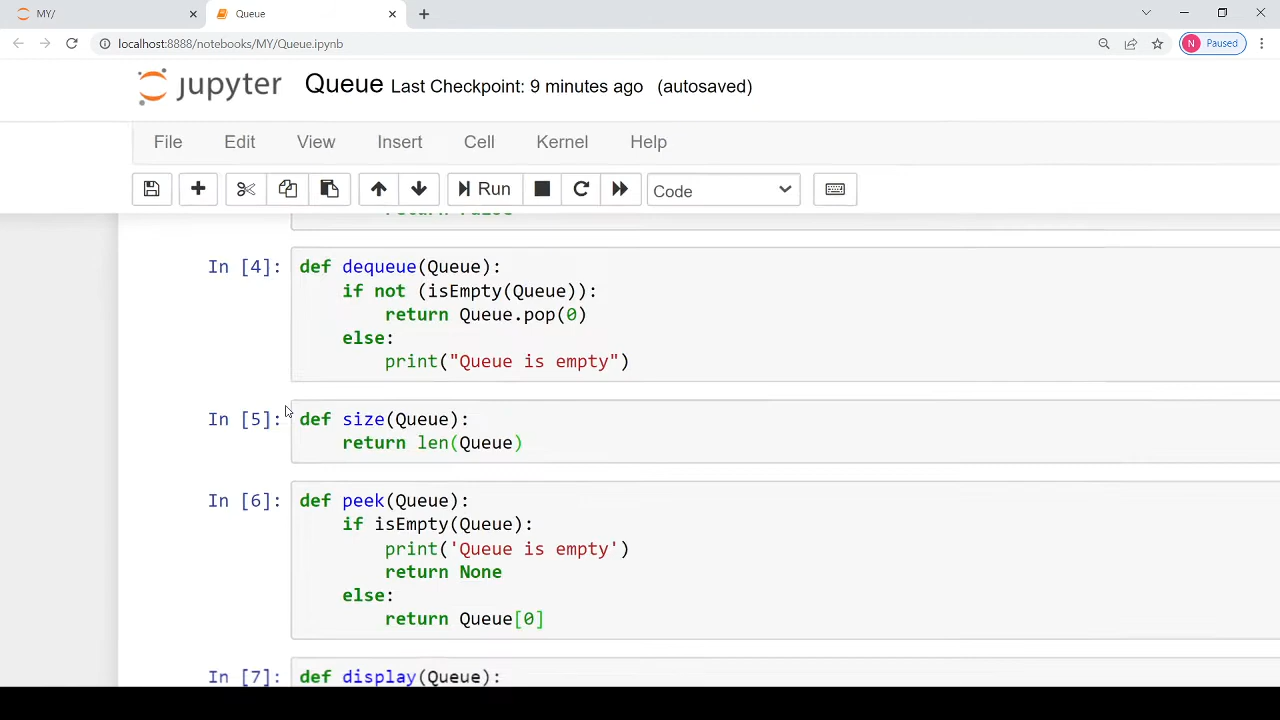 MY/
Queue
localhost:8888/notebooks/MY/Queue.ipynb
N Paused
jupyter Queue Last Checkpoint: 9 minutes ago (autosaved)
File Edit View Insert Cell Kernel Help
Run Code
return False
In [4]: def dequeue(Queue):
if not (isEmpty(Queue)):
return Queue.pop(0)
else:
print("Queue is empty")
In [5]: def size(Queue):
return len(Queue)
In [6]: def peek(Queue):
if isEmpty(Queue):
print('Queue is empty')
return None
else:
return Queue[0]
In [7]: def display(Queue):